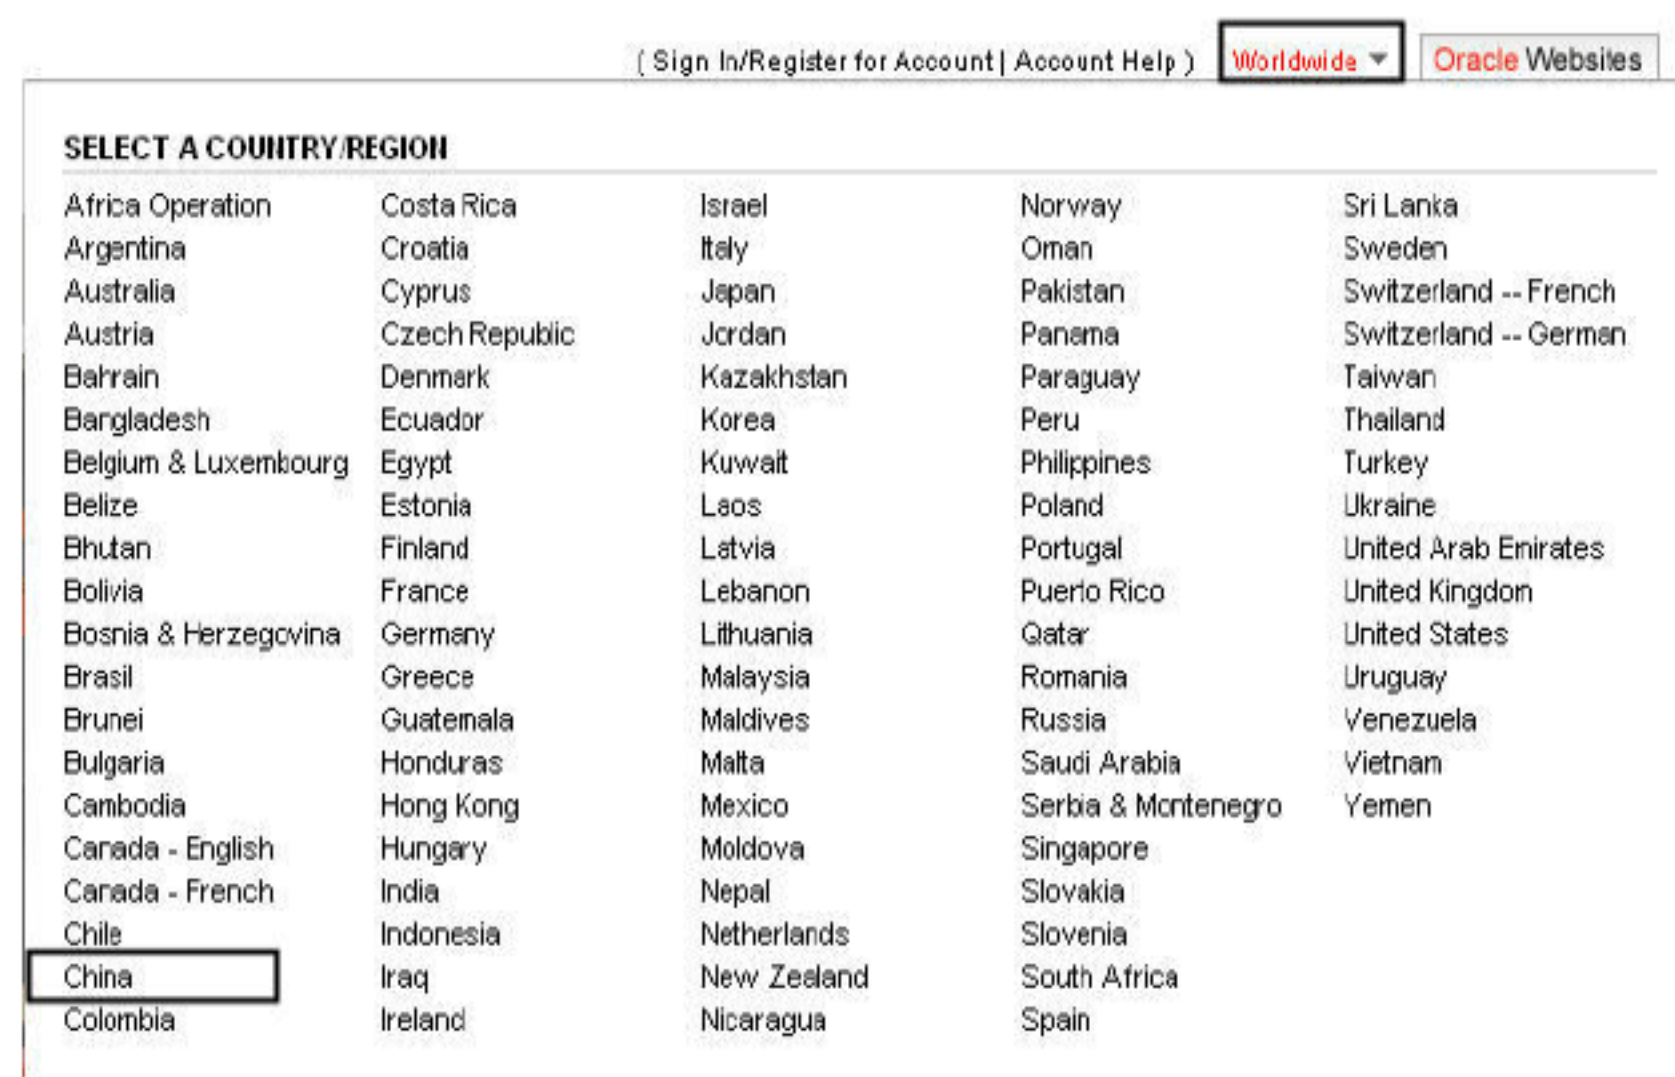 ( Sign In/Register for Account | Account Help ) Worldwide Oracle Websites
SELECT A COUNTRY/REGION
Africa Operation
Argentina
Australia
Austria
Bahrain
Bangladesh
Belgium & Luxembourg
Belize
Bhutan
Bolivia
Bosnia & Herzegovina
Brasil
Brunei
Bulgaria
Cambodia
Canada - English
Canada - French
Chile
China
Colombia
Costa Rica
Croatia
Cyprus
Czech Republic
Denmark
Ecuador
Egypt
Estonia
Finland
France
Germany
Greece
Guatemala
Honduras
Hong Kong
Hungary
India
Indonesia
Iraq
Ireland
Israel
Italy
Japan
Jordan
Kazakhstan
Korea
Kuwait
Laos
Latvia
Lebanon
Lithuania
Malaysia
Maldives
Malta
Mexico
Moldova
Nepal
Netherlands
New Zealand
Nicaragua
Norway
Oman
Pakistan
Panama
Paraguay
Peru
Philippines
Poland
Portugal
Puerto Rico
Qatar
Romania
Russia
Saudi Arabia
Serbia & Montenegro
Singapore
Slovakia
Slovenia
South Africa
Spain
Sri Lanka
Sweden
Switzerland -- French
Switzerland -- German
Taiwan
Thailand
Turkey
Ukraine
United Arab Emirates
United Kingdom
United States
Uruguay
Venezuela
Vietnam
Yemen